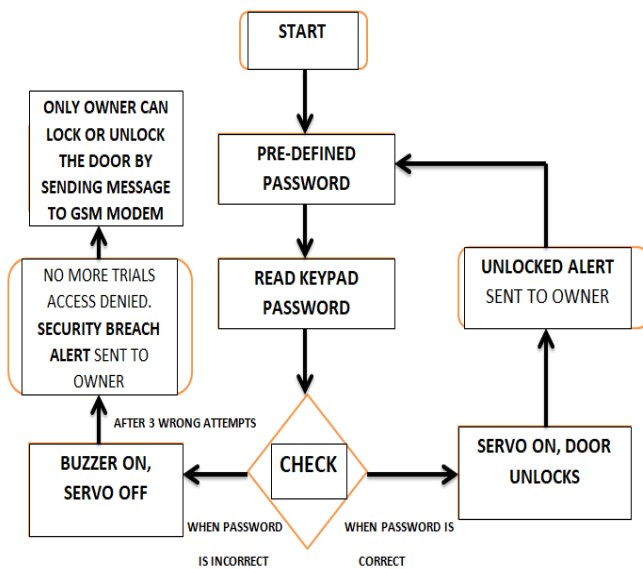 START
ONLY OWNER CAN
LOCK OR UNLOCK
THE DOOR BY
SENDING MESSAGE
TO GSM MODEM
PRE-DEFINED
PASSWORD
NO MORE TRIALS
ACCESS DENIED.
SECURITY BREACH
ALERT SENT TO
OWNER
READ KEYPAD
PASSWORD
UNLOCKED ALERT
SENT TO OWNER
AFTER 3 WRONG ATTEMPTS
BUZZER ON,
SERVO OFF
CHECK
SERVO ON, DOOR
UNLOCKS
WHEN PASSWORD
IS INCORRECT
WHEN PASSWORD IS
CORRECT